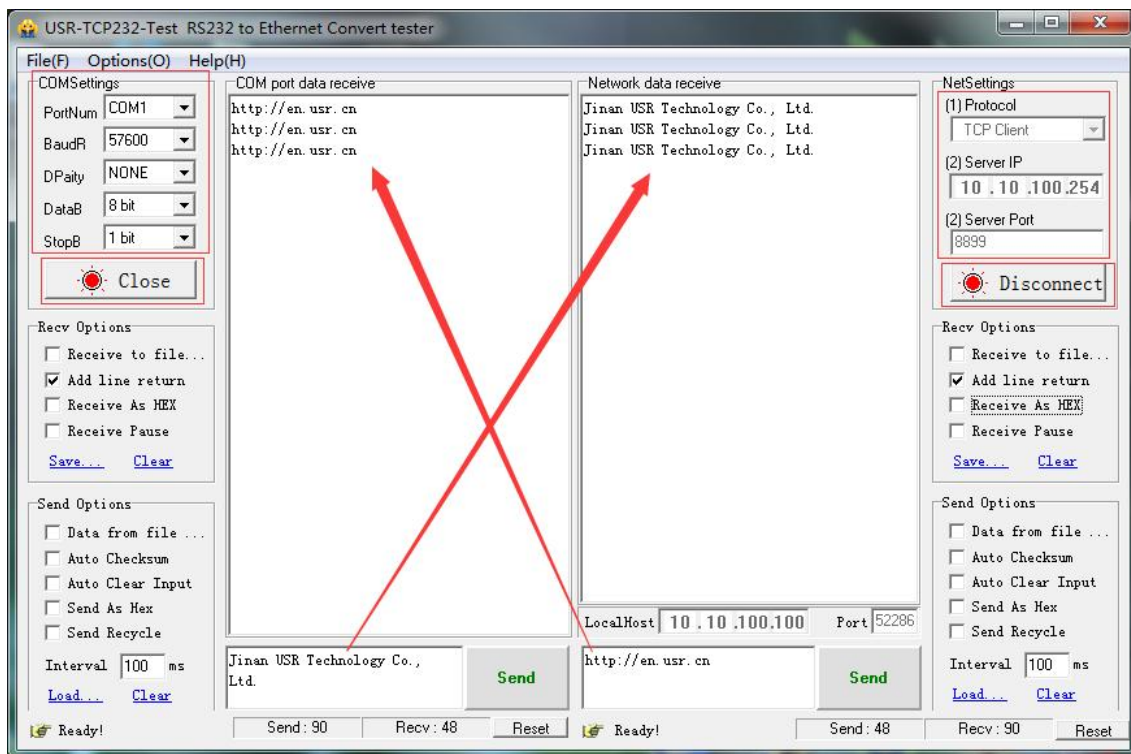 USR-TCP232-Test RS232 to Ethernet Convert tester
File(F) Options(O) Help(H)
COMSettings
PortNum COM1
BaudR 57600
DPaity NONE
DataB 8 bit
StopB 1 bit
Close
Recv Options
Receive to file...
Add line return
Receive As HEX
Receive Pause
Save... Clear
Send Options
Data from file ...
Auto Checksum
Auto Clear Input
Send As Hex
Send Recycle
Interval 100 ms
Load... Clear
COM port data receive
http://en.usr.cn
http://en.usr.cn
http://en.usr.cn
Jinan USR Technology Co.,
Ltd.
Send
Ready!
Send : 90 Recv : 48 Reset
Network data receive
Jinan USR Technology Co., Ltd.
Jinan USR Technology Co., Ltd.
Jinan USR Technology Co., Ltd.
LocalHost 10 . 10 .100.100 Port 52286
http://en.usr.cn
Send
Ready!
Send : 48 Recv : 90 Reset
NetSettings
(1) Protocol
TCP Client
(2) Server IP
10 . 10 .100.254
(2) Server Port
8899
Disconnect
Recv Options
Receive to file...
Add line return
Receive As HEX
Receive Pause
Save... Clear
Send Options
Data from file ...
Auto Checksum
Auto Clear Input
Send As Hex
Send Recycle
Interval 100 ms
Load... Clear